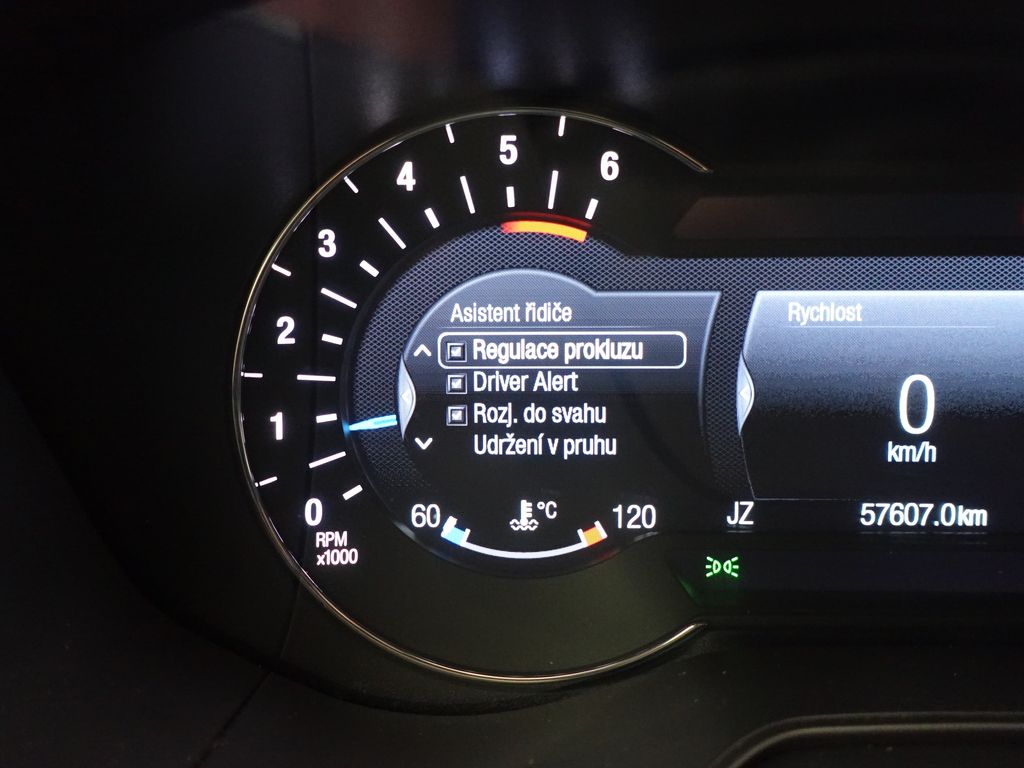 6
5
4
3
2
1
0
RPM
x1000
Asistent řidiče
Regulace prokluzu
Driver Alert
Rozj. do svahu
Udržení v pruhu
60 °C 120
Rychlost
0
km/h
JZ 57607.0km